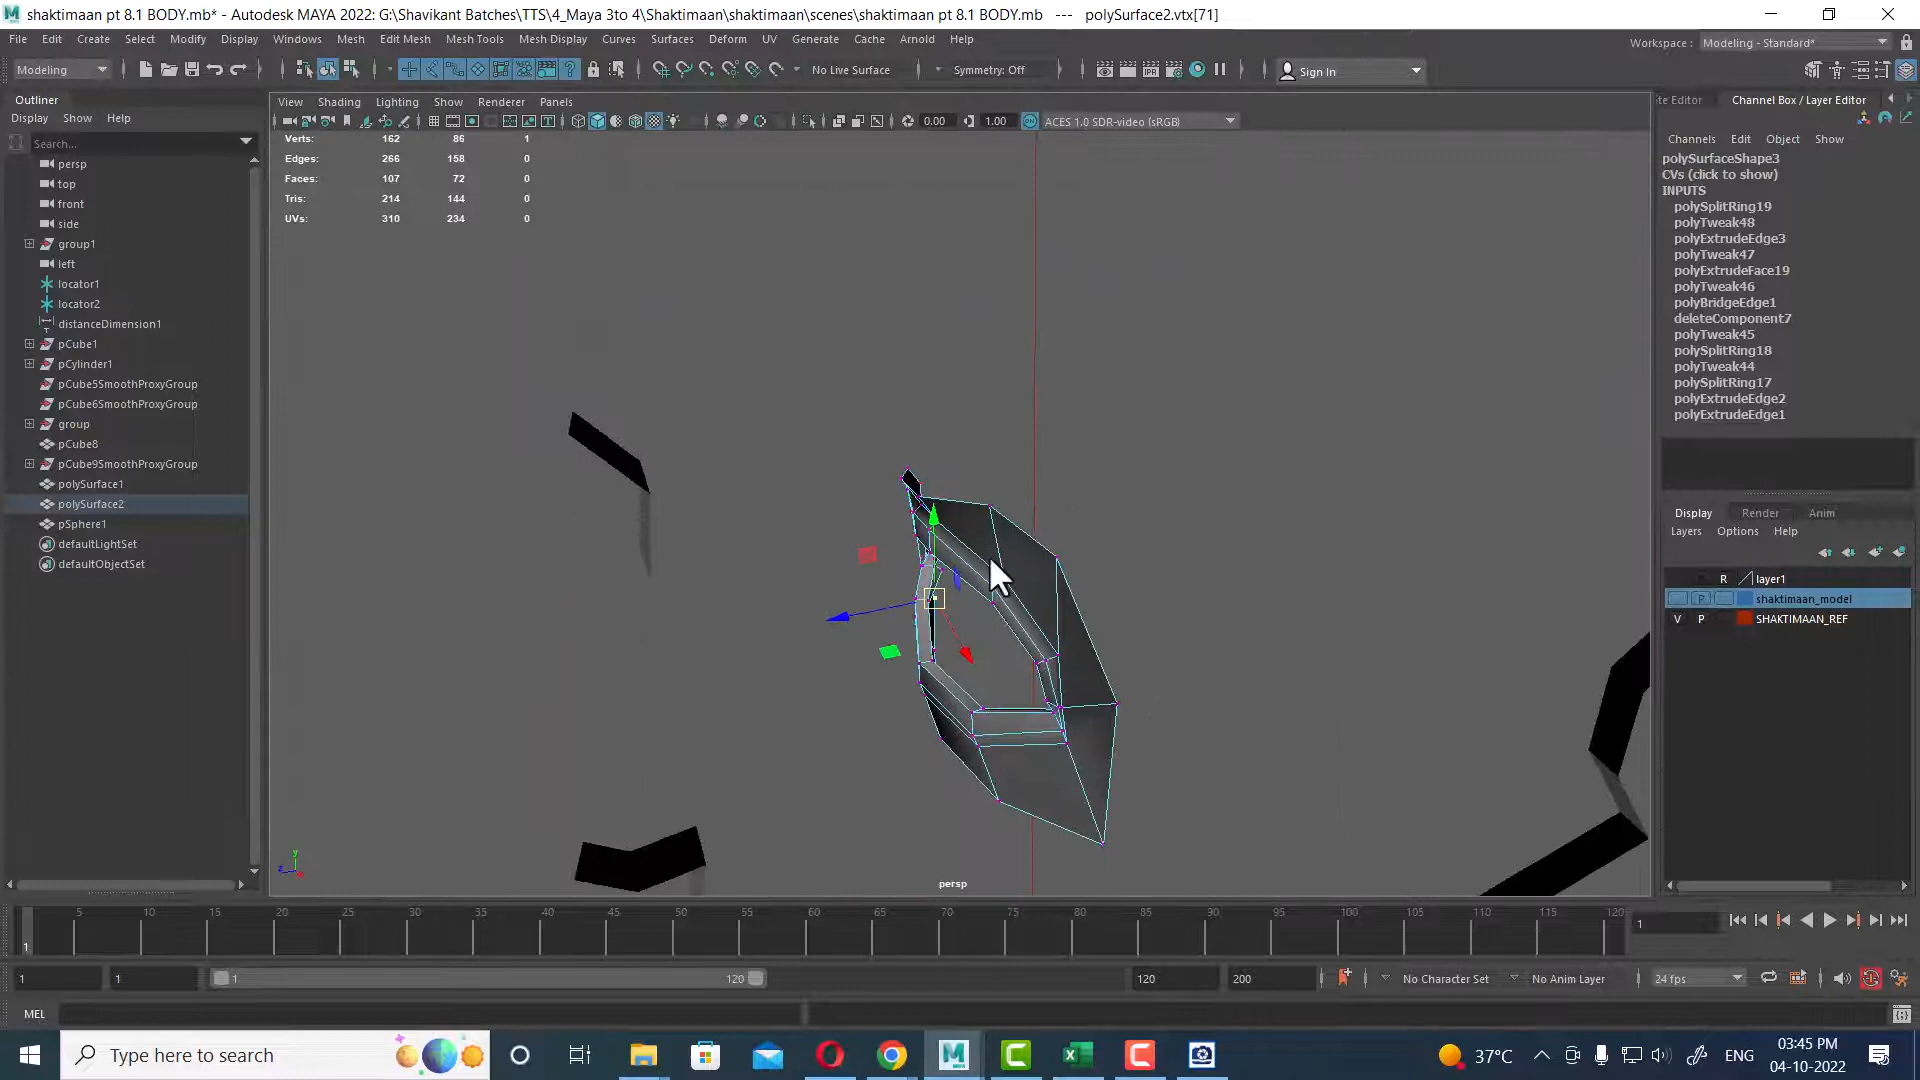 shaktimaan pt 8.1 BODY.mb* - Autodesk MAYA 2022: G:\Shavikant Batches\TTS\4_Maya 3to 4\Shaktimaan\shaktimaan\scenes\shaktimaan pt 8.1 BODY.mb --- polySurface2.vtx[71]
File Edit Create Select Modify Display Windows Mesh Edit Mesh Mesh Tools Mesh Display Curves Surfaces Deform UV Generate Cache Arnold Help
Workspace : Modeling - Standard*
Modeling No Live Surface Symmetry: Off IPR Sign In
Outliner
Display Show Help
Search...
persp
top
front
side
group1
left
locator1
locator2
distanceDimension1
pCube1
pCylinder1
pCube5SmoothProxyGroup
pCube6SmoothProxyGroup
group
pCube8
pCube9SmoothProxyGroup
polySurface1
polySurface2
pSphere1
defaultLightSet
defaultObjectSet
View Shading Lighting Show Renderer Panels
0.00 1.00 ON ACES 1.0 SDR-video (sRGB)
Verts: 162 86 1
Edges: 266 158 0
Faces: 107 72 0
Tris: 214 144 0
UVs: 310 234 0
y
z x
persp
te Editor Channel Box / Layer Editor
Channels Edit Object Show
polySurfaceShape3
CVs (click to show)
INPUTS
polySplitRing19
polyTweak48
polyExtrudeEdge3
polyTweak47
polyExtrudeFace19
polyTweak46
polyBridgeEdge1
deleteComponent7
polyTweak45
polySplitRing18
polyTweak44
polySplitRing17
polyExtrudeEdge2
polyExtrudeEdge1
Display Render Anim
Layers Options Help
R layer1
P shaktimaan_model
V P SHAKTIMAAN_REF
5 10 15 20 25 30 35 40 45 50 55 60 65 70 75 80 85 90 95 100 105 110 115 120
1 1
1 1 1 120 120 200 No Character Set No Anim Layer 24 fps
MEL
Type here to search
37°C ENG 03:45 PM
04-10-2022